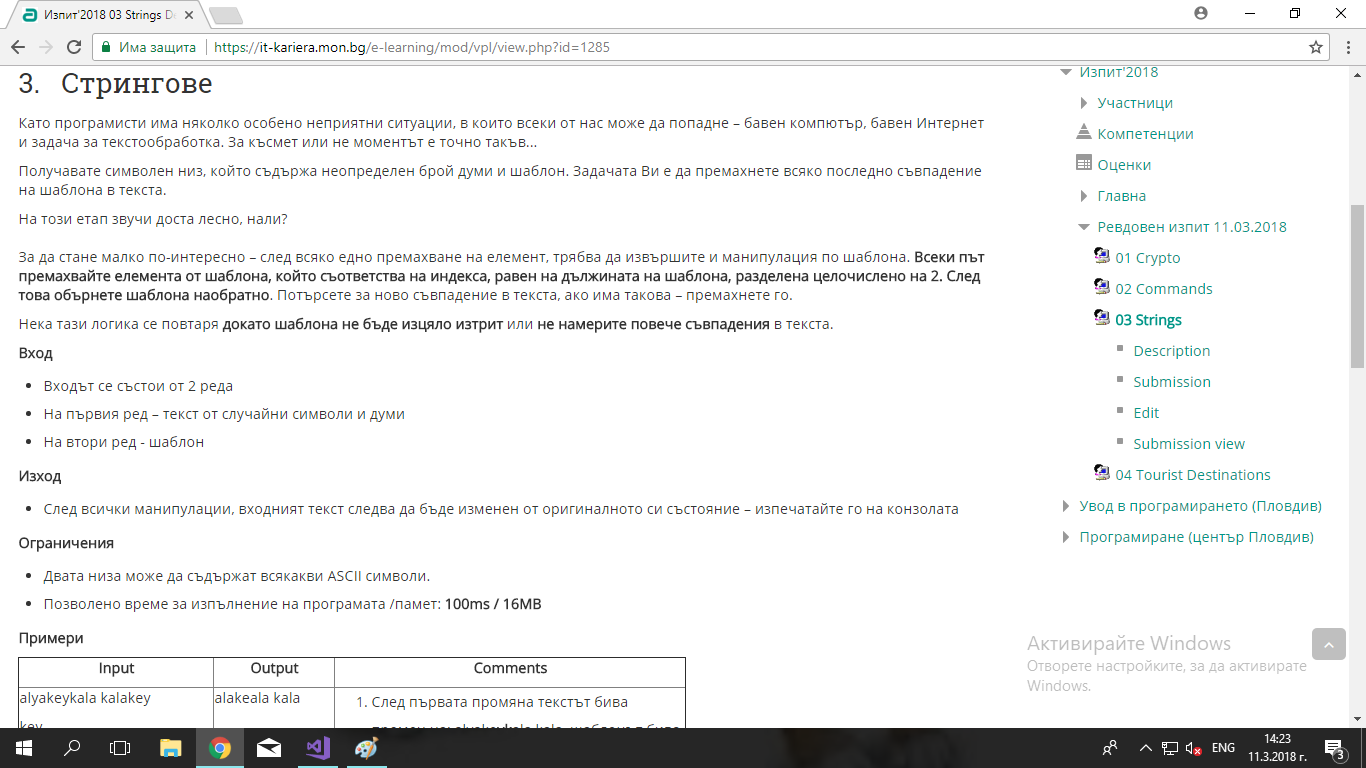 Изпит'2018 03 Strings De
Има защита
https://it-kariera.mon.bg/e-learning/mod/vpl/view.php?id=1285
3. Стрингове
Като програмисти има няколко особено неприятни ситуации, в които всеки от нас може да попадне – бавен компютър, бавен Интернет
и задача за текстообработка. За късмет или не моментът е точно такъв...
Получавате символен низ, който съдържа неопределен брой думи и шаблон. Задачата Ви е да премахнете всяко последно съвпадение
на шаблона в текста.
На този етап звучи доста лесно, нали?
За да стане малко по-интересно – след всяко едно премахване на елемент, трябва да извършите и манипулация по шаблона. Всеки път
премахвайте елемента от шаблона, който съответства на индекса, равен на дължината на шаблона, разделена целочислено на 2. След
това обърнете шаблона наобратно. Потърсете за ново съвпадение в текста, ако има такова – премахнете го.
Нека тази логика се повтаря докато шаблона не бъде изцяло изтрит или не намерите повече съвпадения в текста.
Вход
Входът се състои от 2 реда
На първия ред – текст от случайни символи и думи
На втори ред - шаблон
Изход
След всички манипулации, входният текст следва да бъде изменен от оригиналното си състояние – изпечатайте го на конзолата
Ограничения
Двата низа може да съдържат всякакви ASCII символи.
Позволено време за изпълнение на програмата /памет: 100ms / 16MB
Примери
Input Output Comments
alyakeykala kalakey alakeala kala 1. След първата промяна текстът бива
key
Изпит'2018
Участници
Компетенции
Оценки
Главна
Ревдовен изпит 11.03.2018
01 Crypto
02 Commands
03 Strings
Description
Submission
Edit
Submission view
04 Tourist Destinations
Увод в програмирането (Пловдив)
Програмиране (център Пловдив)
Активирайте Windows
Отворете настройките, за да активирате
Windows.
ENG
14:23
11.3.2018 г.
3